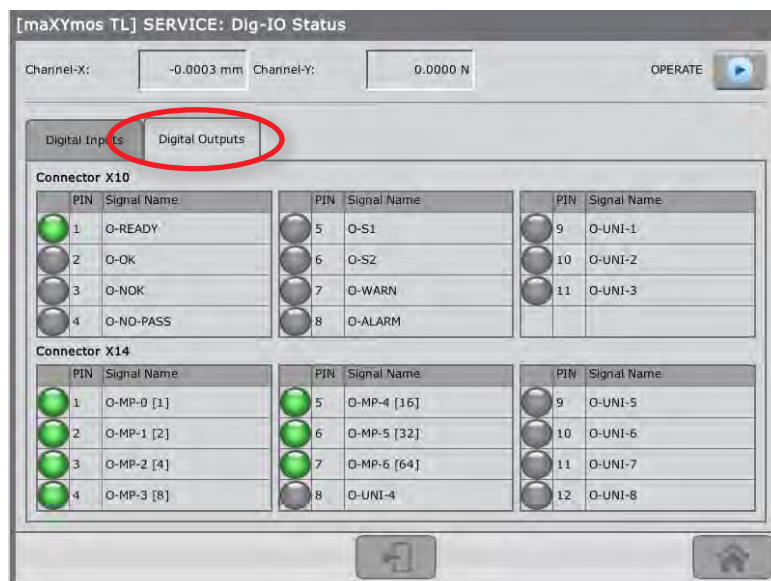 [maXYmos TL] SERVICE: Dig-IO Status
Channel-X: -0.0003 mm Channel-Y: 0.0000 N OPERATE
Digital Inputs Digital Outputs
Connector X10
PIN Signal Name PIN Signal Name PIN Signal Name
1 O-READY 5 O-S1 9 O-UNI-1
2 O-OK 6 O-S2 10 O-UNI-2
3 O-NOK 7 O-WARN 11 O-UNI-3
4 O-NO-PASS 8 O-ALARM
Connector X14
PIN Signal Name PIN Signal Name PIN Signal Name
1 O-MP-0 [1] 5 O-MP-4 [16] 9 O-UNI-5
2 O-MP-1 [2] 6 O-MP-5 [32] 10 O-UNI-6
3 O-MP-2 [4] 7 O-MP-6 [64] 11 O-UNI-7
4 O-MP-3 [8] 8 O-UNI-4 12 O-UNI-8